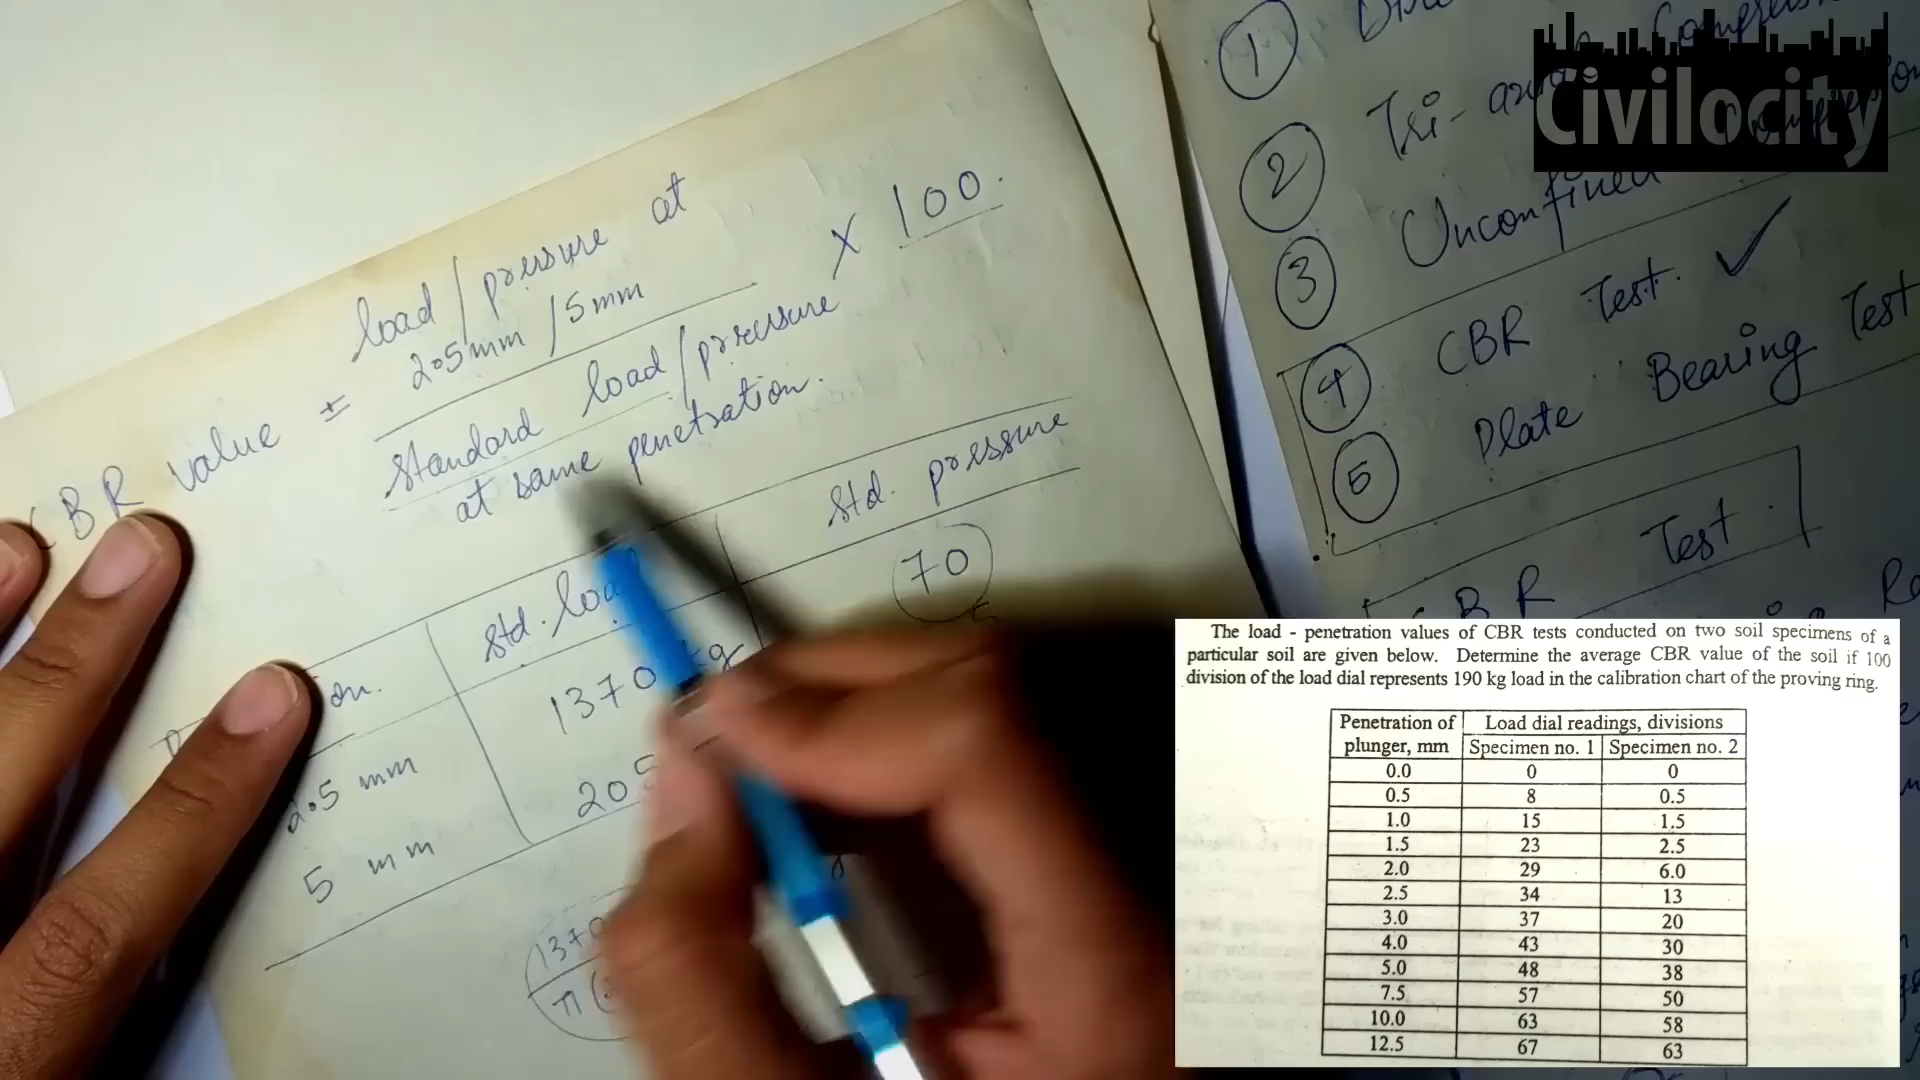 Civilocity
load/pressure at
2.5mm/5mm
CBR value = × 100.
standard load/pressure
at same penetration.
on. std. load std. pressure
2.5 mm 1370 kg 70
5 mm 205
1370
π(
1
2 Tri-axial
3 Unconfined
4 CBR Test. ✓
5 Plate Bearing Test
CBR Test.
The load - penetration values of CBR tests conducted on two soil specimens of a
particular soil are given below. Determine the average CBR value of the soil if 100
division of the load dial represents 190 kg load in the calibration chart of the proving ring.
Penetration of Load dial readings, divisions
plunger, mm Specimen no. 1 Specimen no. 2
0.0 0 0
0.5 8 0.5
1.0 15 1.5
1.5 23 2.5
2.0 29 6.0
2.5 34 13
3.0 37 20
4.0 43 30
5.0 48 38
7.5 57 50
10.0 63 58
12.5 67 63